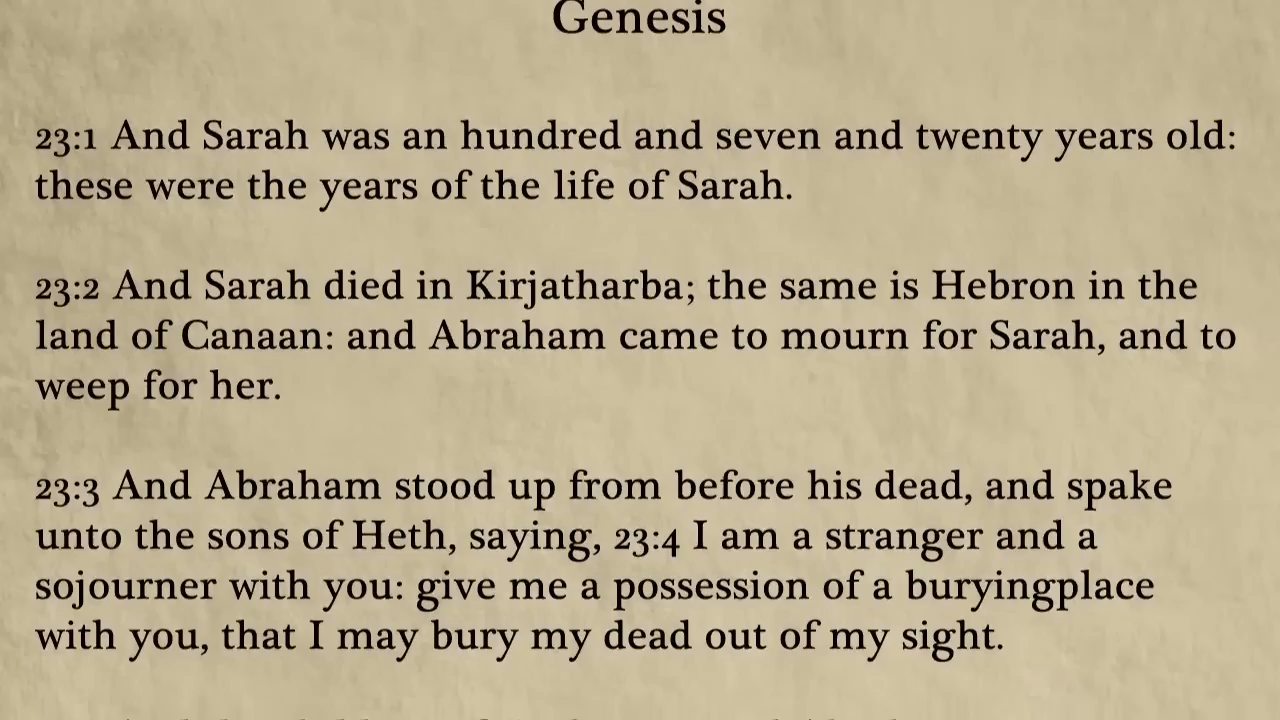 Genesis
23:1 And Sarah was an hundred and seven and twenty years old:
these were the years of the life of Sarah.
23:2 And Sarah died in Kirjatharba; the same is Hebron in the
land of Canaan: and Abraham came to mourn for Sarah, and to
weep for her.
23:3 And Abraham stood up from before his dead, and spake
unto the sons of Heth, saying, 23:4 I am a stranger and a
sojourner with you: give me a possession of a buryingplace
with you, that I may bury my dead out of my sight.